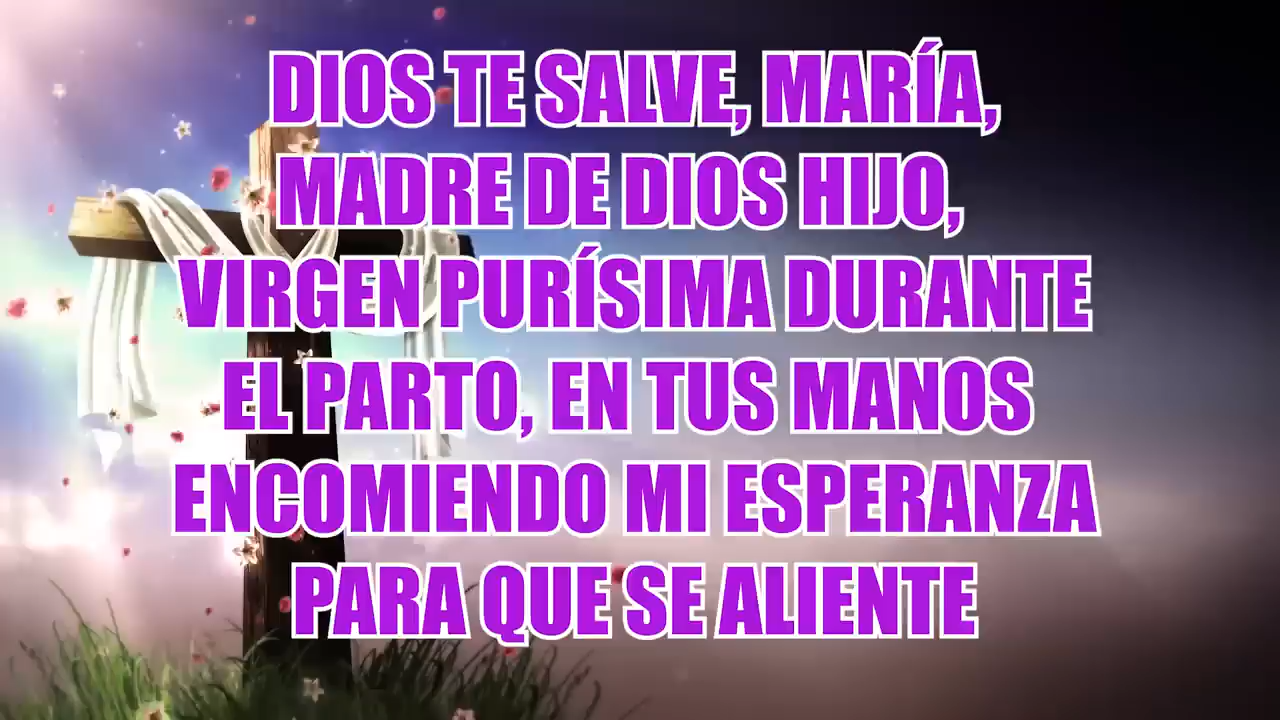 DIOS TE SALVE, MARÍA,
MADRE DE DIOS HIJO,
VIRGEN PURÍSIMA DURANTE
EL PARTO, EN TUS MANOS
ENCOMIENDO MI ESPERANZA
PARA QUE SE ALIENTE